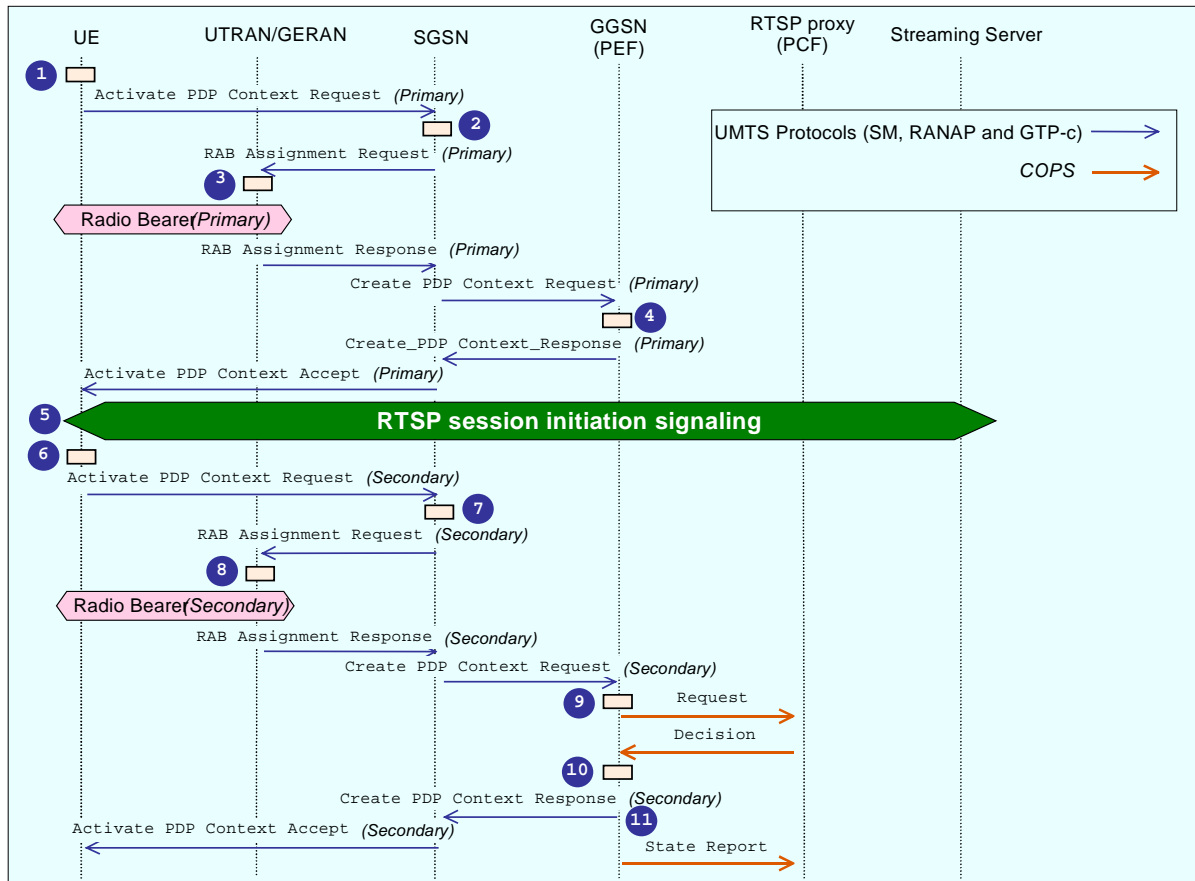 UE
UTRAN/GERAN
SGSN
GGSN
(PEF)
RTSP proxy
(PCF)
Streaming Server
1
Activate PDP Context Request (Primary)
2
UMTS Protocols (SM, RANAP and GTP-c)
COPS
RAB Assignment Request (Primary)
3
Radio Bearer(Primary)
RAB Assignment Response (Primary)
Create PDP Context Request (Primary)
4
Create_PDP Context_Response (Primary)
Activate PDP Context Accept (Primary)
5
RTSP session initiation signaling
6
Activate PDP Context Request (Secondary)
7
RAB Assignment Request (Secondary)
8
Radio Bearer(Secondary)
RAB Assignment Response (Secondary)
Create PDP Context Request (Secondary)
9
Request
Decision
10
Create PDP Context Response (Secondary)
11
Activate PDP Context Accept (Secondary)
State Report